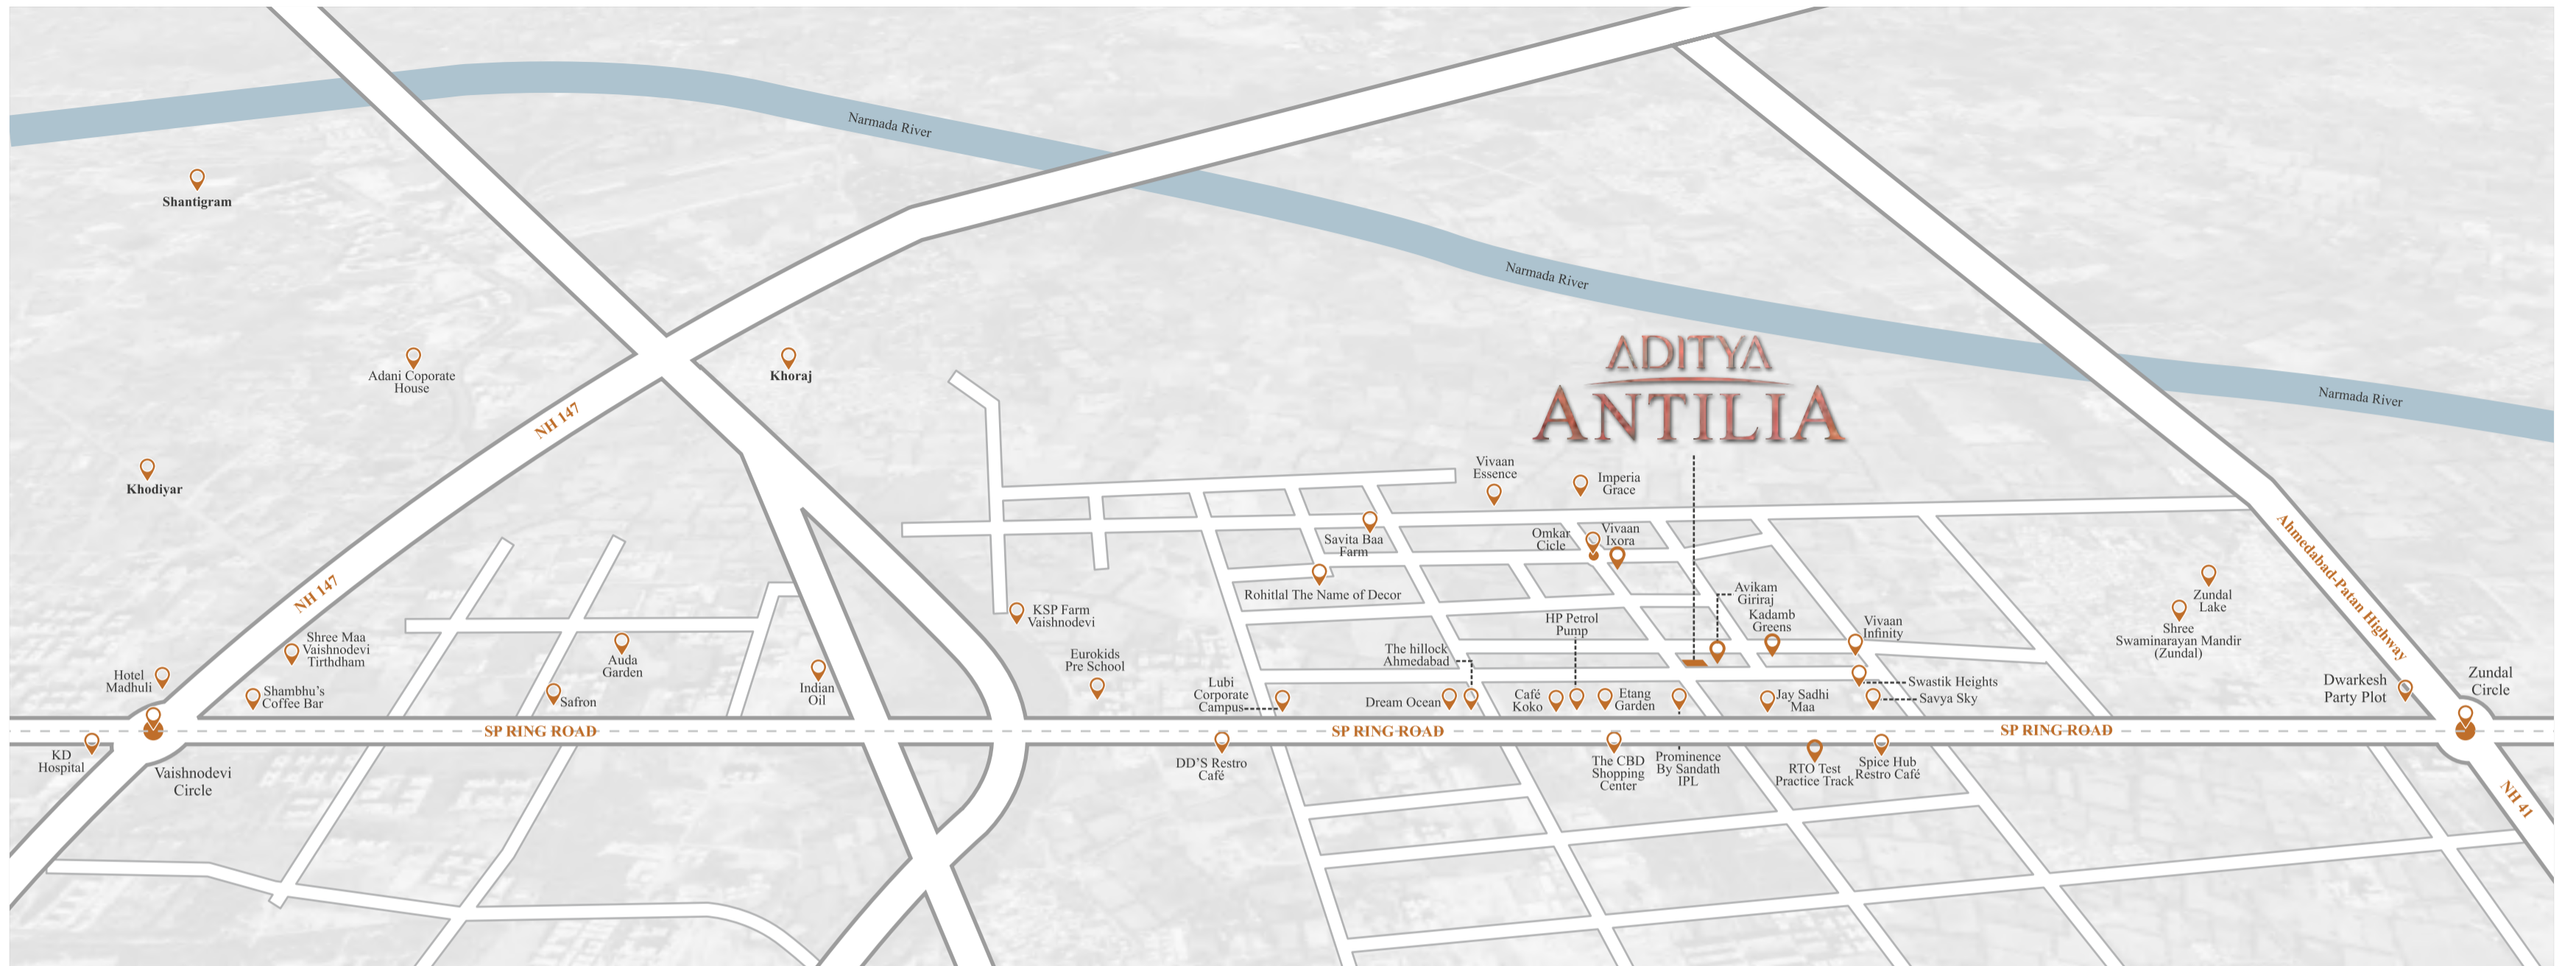 Narmada River
Shantigram
Narmada River
ADITYA
ANTILIA
Adani Coporate
House
Khoraj
Narmada River
NH 147
Khodiyar
Vivaan
Essence
Imperia
Grace
Ahmedabad-Patan Highway
Savita Baa
Farm
Omkar
Cicle
Vivaan
Ixora
NH 147
Rohitlal The Name of Decor
Avikam
Giriraj
Zundal
Lake
KSP Farm
Vaishnodevi
HP Petrol
Pump
Kadamb
Greens
Vivaan
Infinity
Shree
Swaminarayan Mandir
(Zundal)
Shree Maa
Vaishnodevi
Tirthdham
Auda
Garden
Eurokids
Pre School
The hillock
Ahmedabad
Hotel
Madhuli
Shambhu's
Coffee Bar
Safron
Indian
Oil
Lubi
Corporate
Campus
Dream Ocean
Café
Koko
Etang
Garden
Jay Sadhi
Maa
Swastik Heights
Savya Sky
Dwarkesh
Party Plot
Zundal
Circle
SP RING ROAD
SP RING ROAD
SP RING ROAD
KD
Hospital
Vaishnodevi
Circle
DD'S Restro
Café
The CBD
Shopping
Center
Prominence
By Sandath
IPL
RTO Test
Practice Track
Spice Hub
Restro Café
NH 41